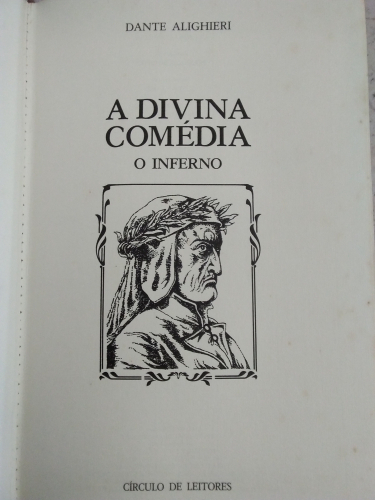 DANTE ALIGHIERI
A DIVINA
COMÉDIA
O INFERNO
CÍRCULO DE LEITORES